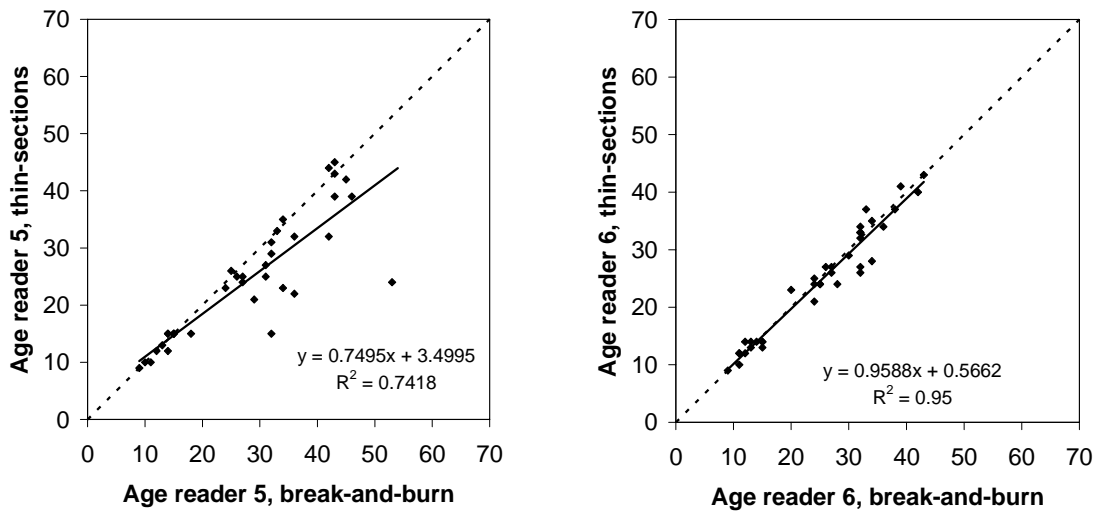 Age reader 5, thin-sections
70
60
50
40
30
20
10
0
y = 0.7495x + 3.4995
R² = 0.7418
0 10 20 30 40 50 60 70
Age reader 5, break-and-burn
Age reader 6, thin-sections
70
60
50
40
30
20
10
0
y = 0.9588x + 0.5662
R² = 0.95
0 10 20 30 40 50 60 70
Age reader 6, break-and-burn